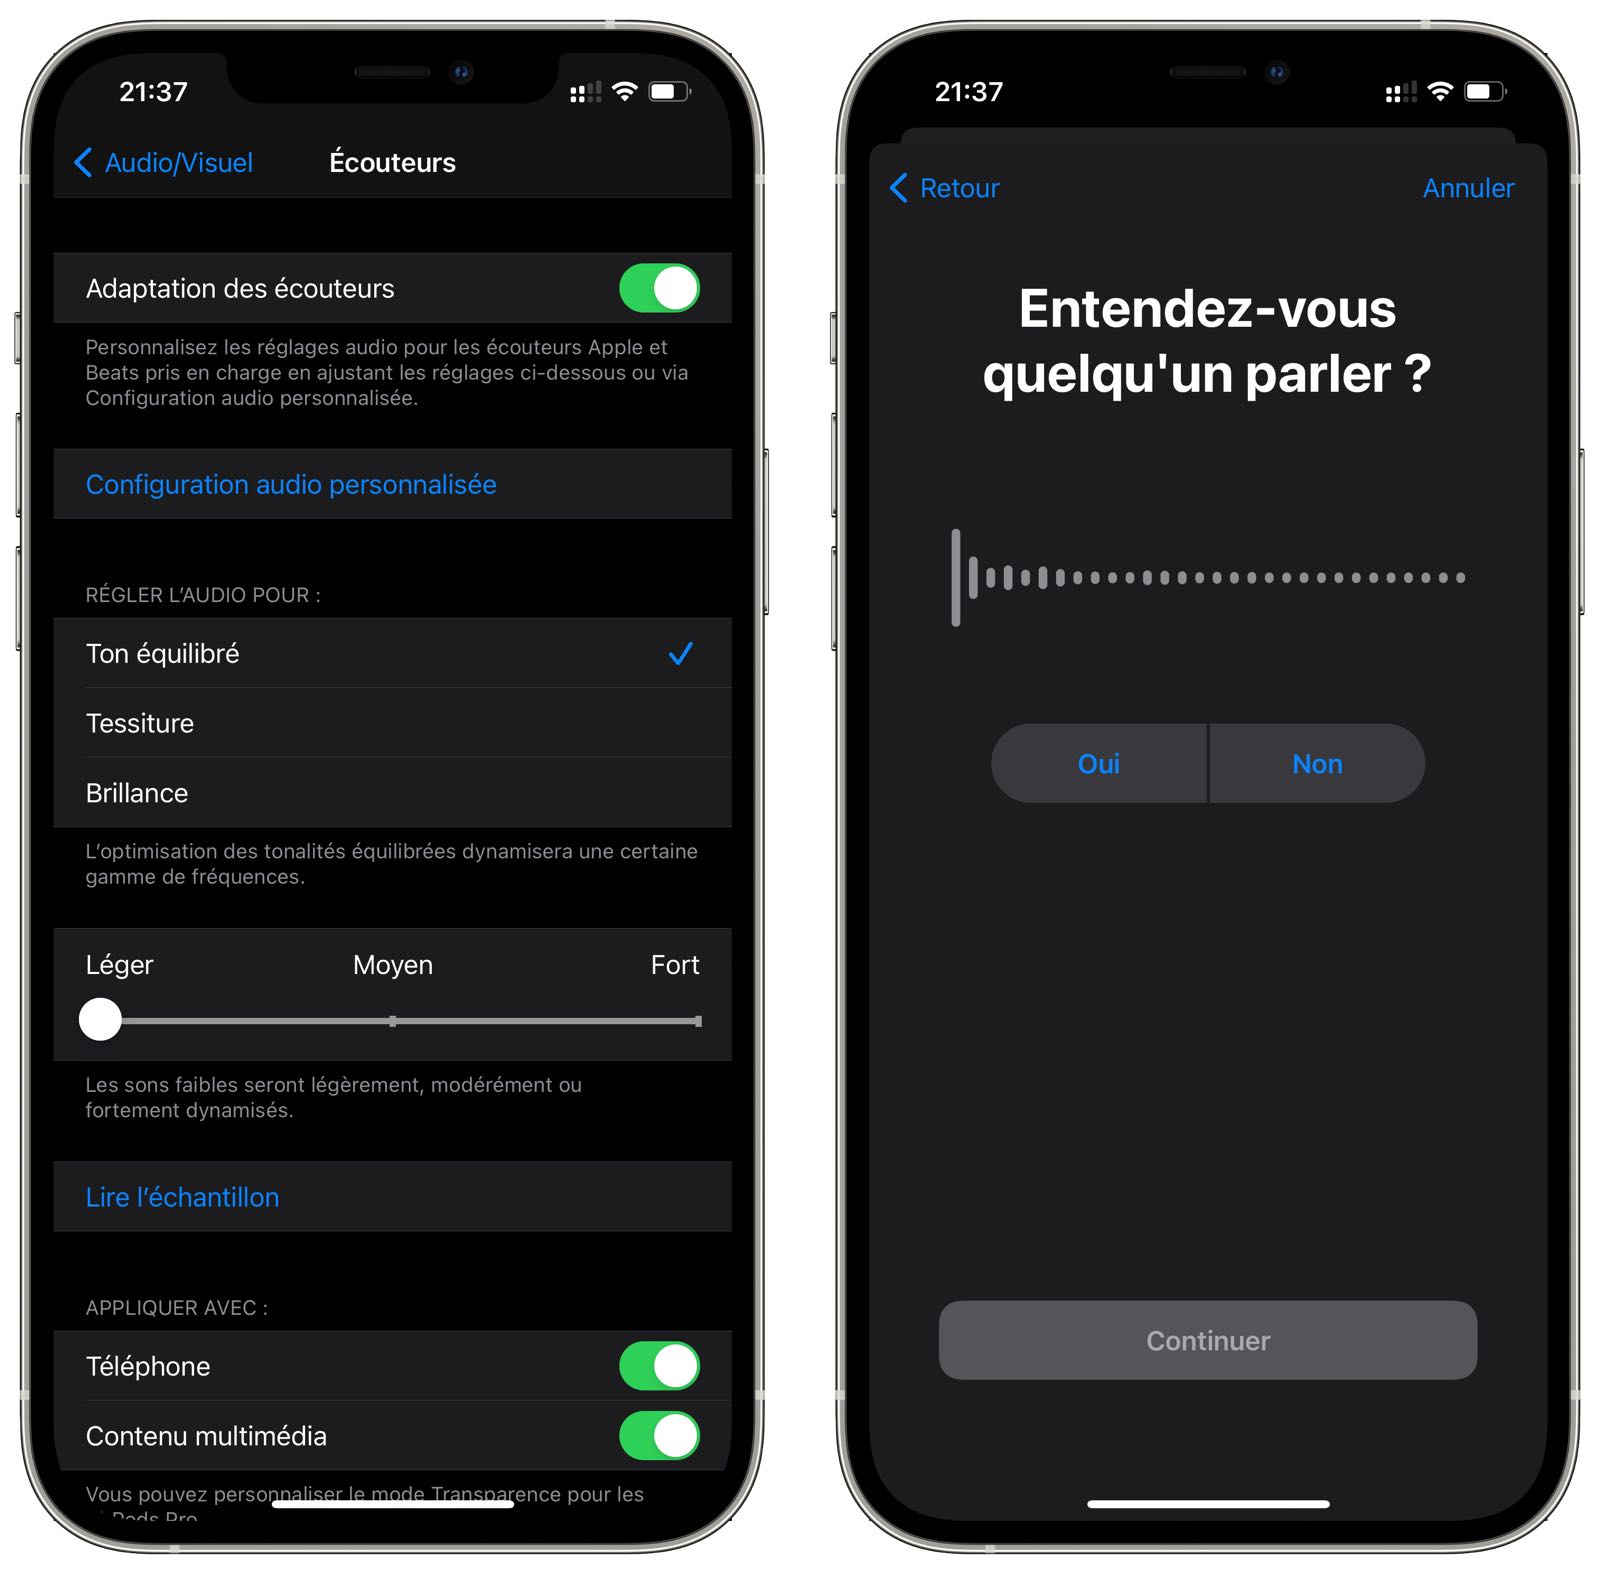 21:37
Audio/Visuel
Écouteurs
Adaptation des écouteurs
Personnalisez les réglages audio pour les écouteurs Apple et
Beats pris en charge en ajustant les réglages ci-dessous ou via
Configuration audio personnalisée.
Configuration audio personnalisée
RÉGLER L’AUDIO POUR :
Ton équilibré
Tessiture
Brillance
L’optimisation des tonalités équilibrées dynamisera une certaine
gamme de fréquences.
Léger Moyen Fort
Les sons faibles seront légèrement, modérément ou
fortement dynamisés.
Lire l’échantillon
APPLIQUER AVEC :
Téléphone
Contenu multimédia
Vous pouvez personnaliser le mode Transparence pour les
Pro
21:37
Retour
Annuler
Entendez-vous
quelqu'un parler ?
Oui Non
Continuer